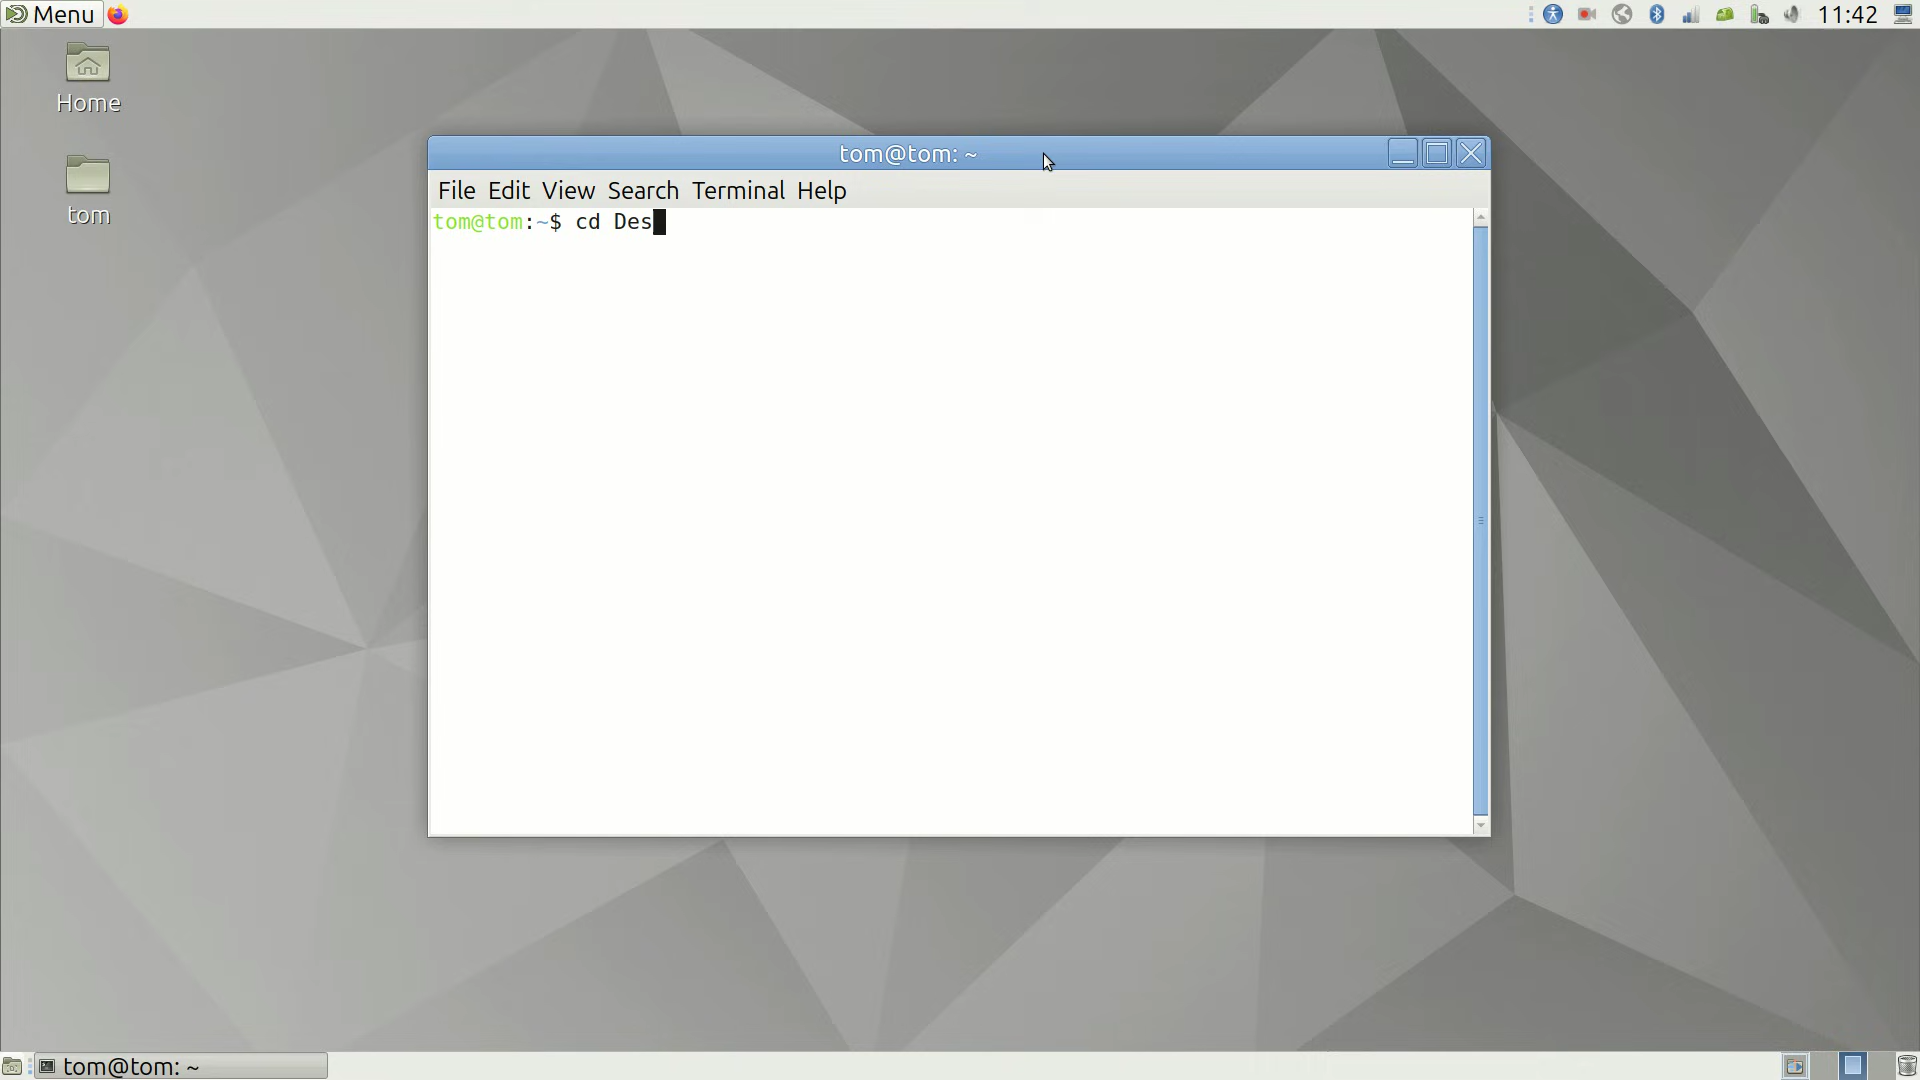 Menu
11:42
Home
tom
tom@tom: ~
File Edit View Search Terminal Help
tom@tom:~$ cd Des
tom@tom: ~